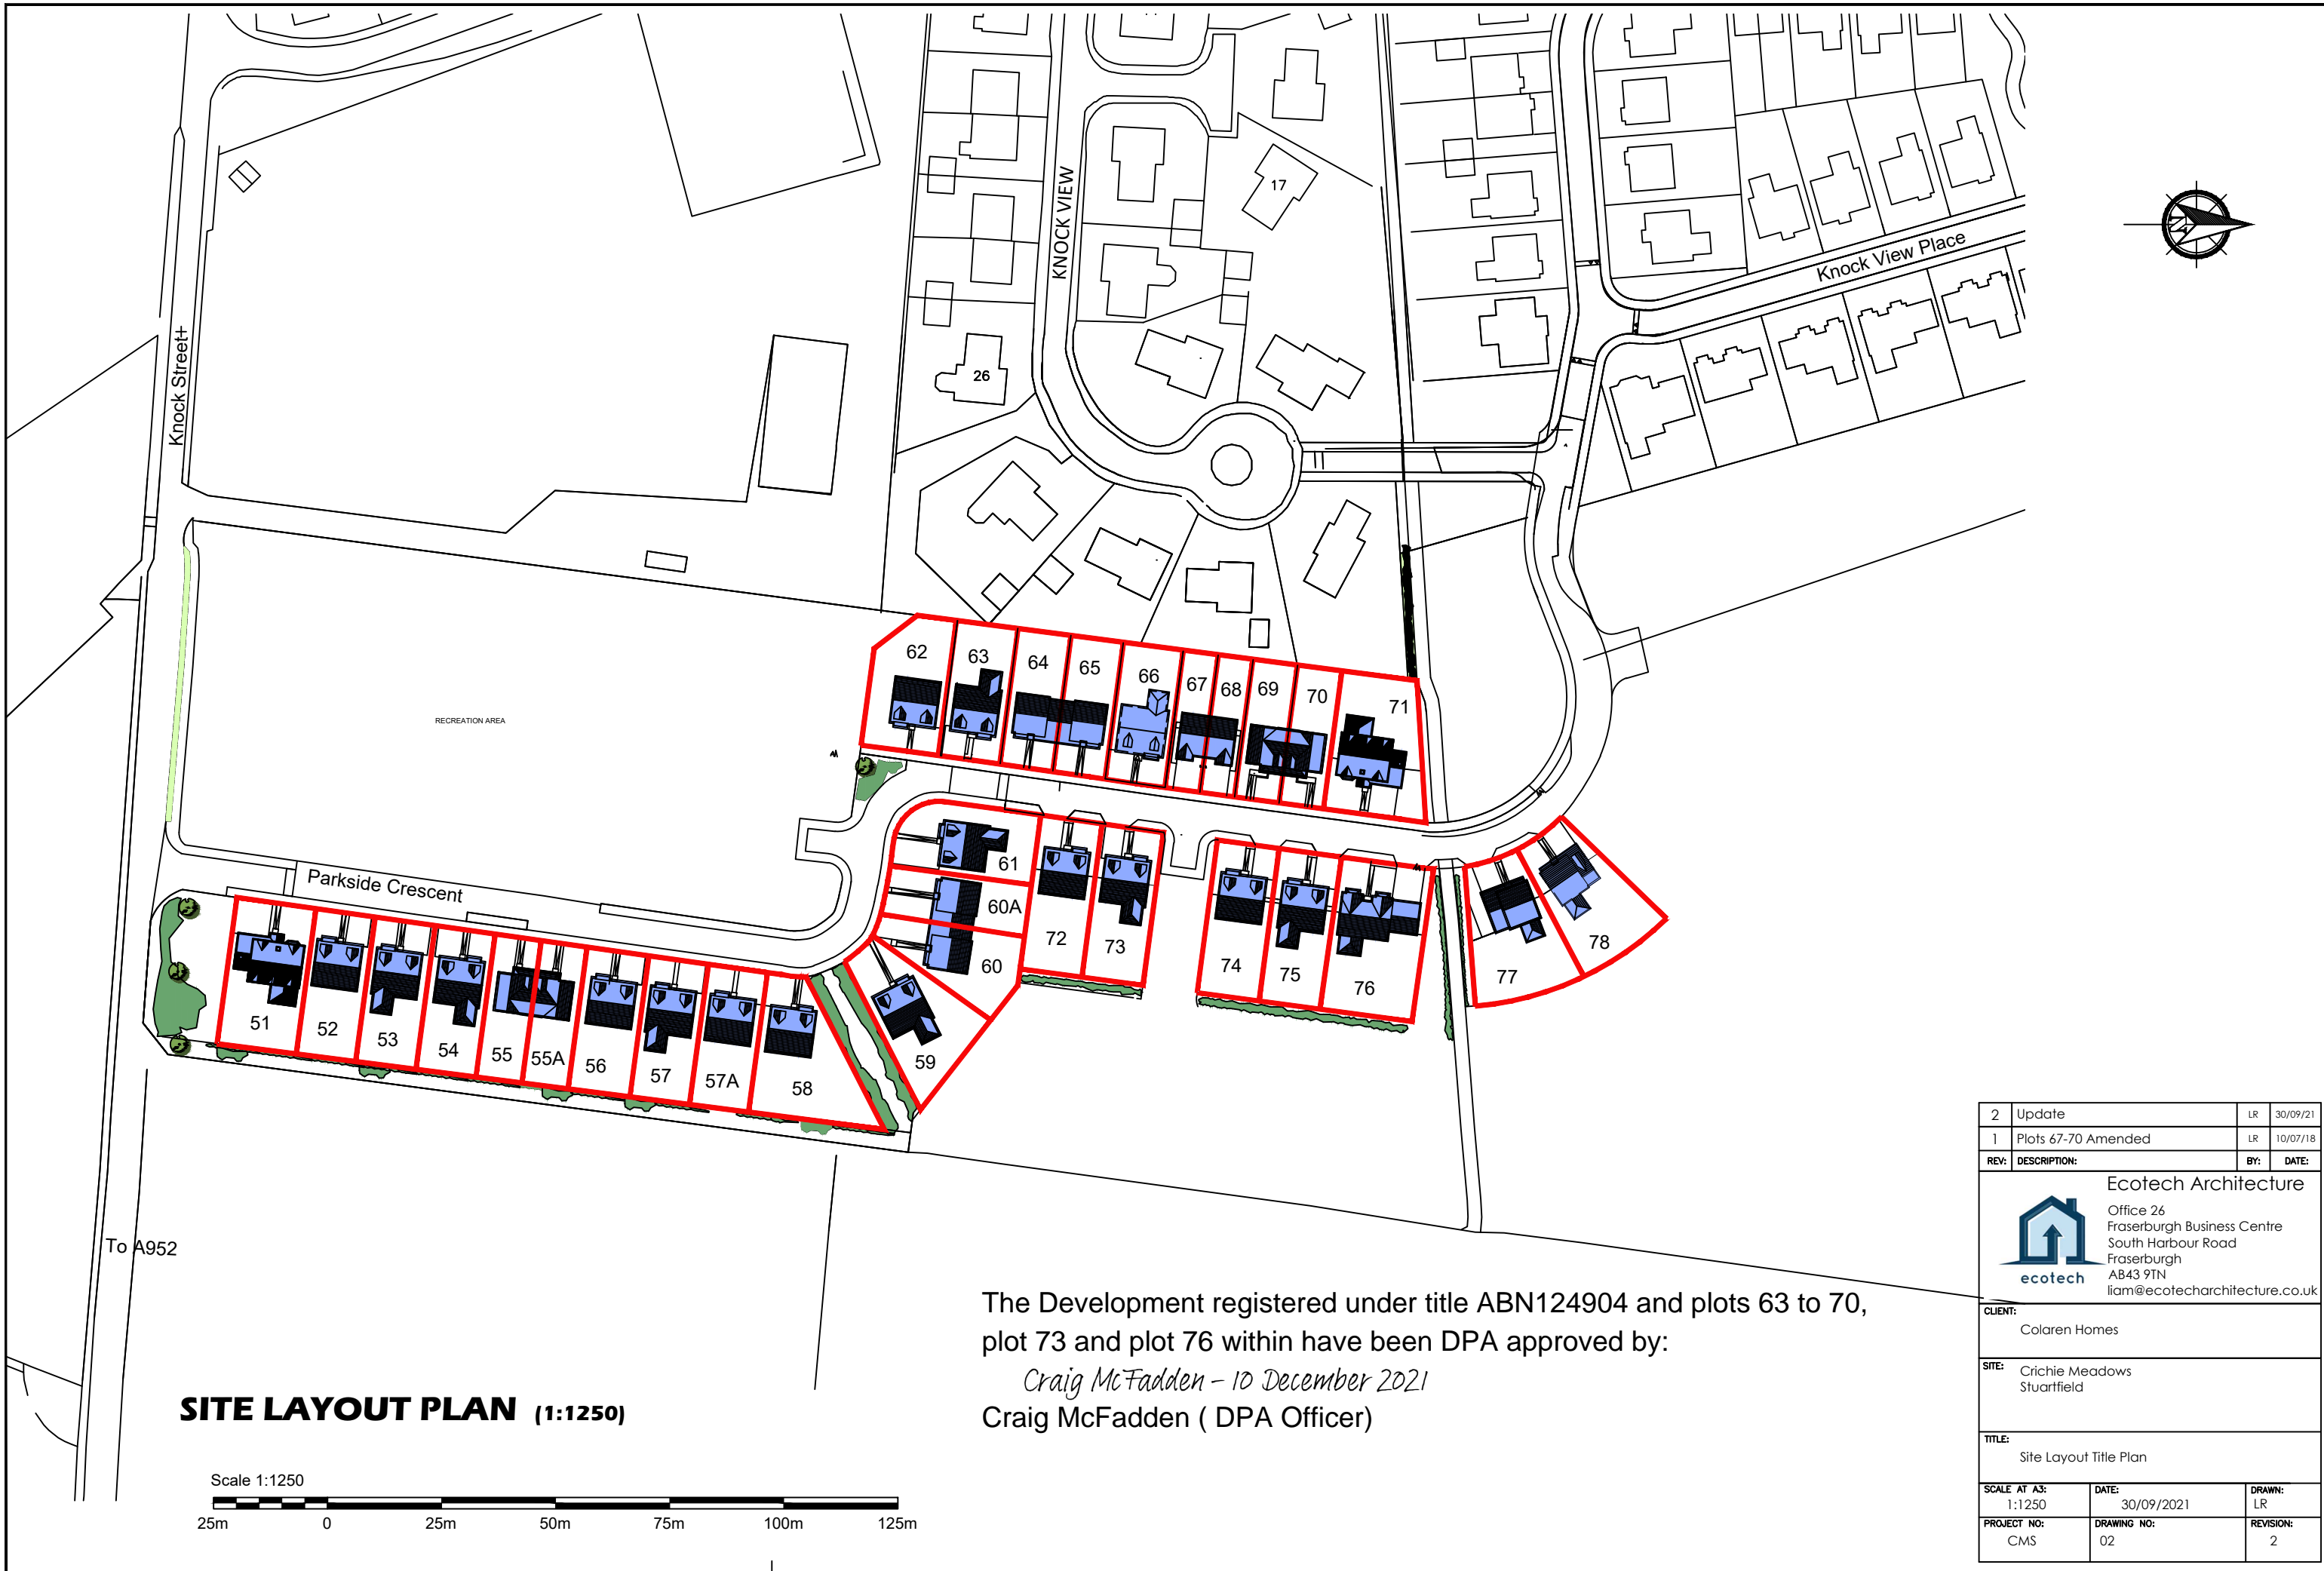 KNOCK VIEW
17
Knock View Place
N
Knock Street+
26
RECREATION AREA
62
63
64
65
66
67
68
69
70
71
61
60A
60
72
73
74
75
76
77
78
Parkside Crescent
51
52
53
54
55
55A
56
57
57A
58
59
To A952
The Development registered under title ABN124904 and plots 63 to 70,
plot 73 and plot 76 within have been DPA approved by:
Craig McFadden – 10 December 2021
Craig McFadden ( DPA Officer)
SITE LAYOUT PLAN (1:1250)
Scale 1:1250
25m 0 25m 50m 75m 100m 125m
2 Update LR 30/09/21
1 Plots 67-70 Amended LR 10/07/18
REV: DESCRIPTION: BY: DATE:
Ecotech Architecture
Office 26
Fraserburgh Business Centre
South Harbour Road
Fraserburgh
AB43 9TN
liam@ecotecharchitecture.co.uk
ecotech
CLIENT:
Colaren Homes
SITE:
Crichie Meadows
Stuartfield
TITLE:
Site Layout Title Plan
SCALE AT A3: DATE: DRAWN:
1:1250 30/09/2021 LR
PROJECT NO: DRAWING NO: REVISION:
CMS 02 2